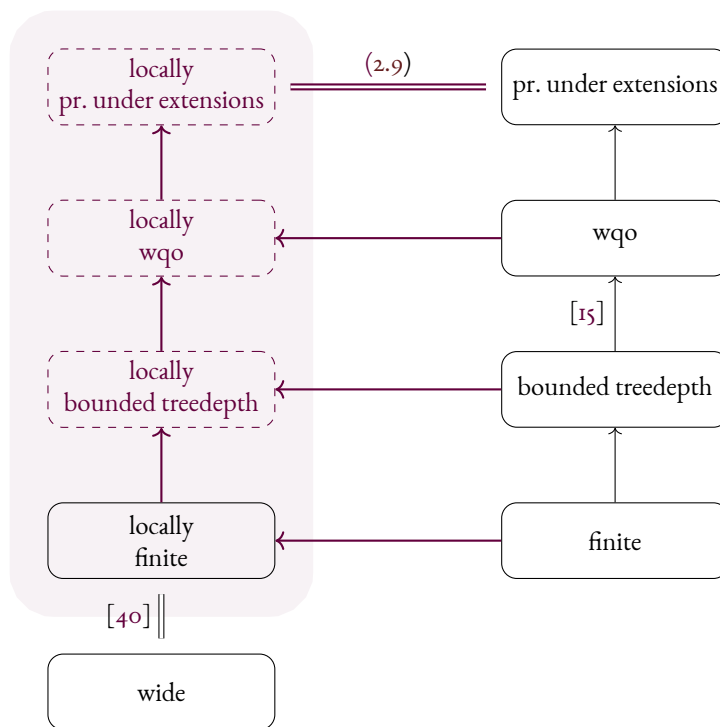 locally
pr. under extensions
(2.9)
pr. under extensions
locally
wqo
wqo
[15]
locally
bounded treedepth
bounded treedepth
locally
finite
finite
[40]
wide